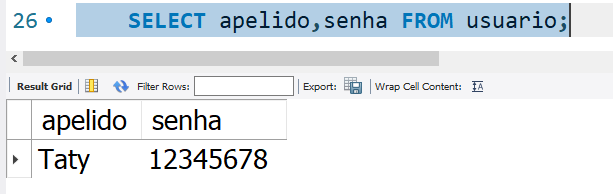 26 SELECT apelido,senha FROM usuario;
Result Grid Filter Rows: Export: Wrap Cell Content:
apelido senha
Taty 12345678